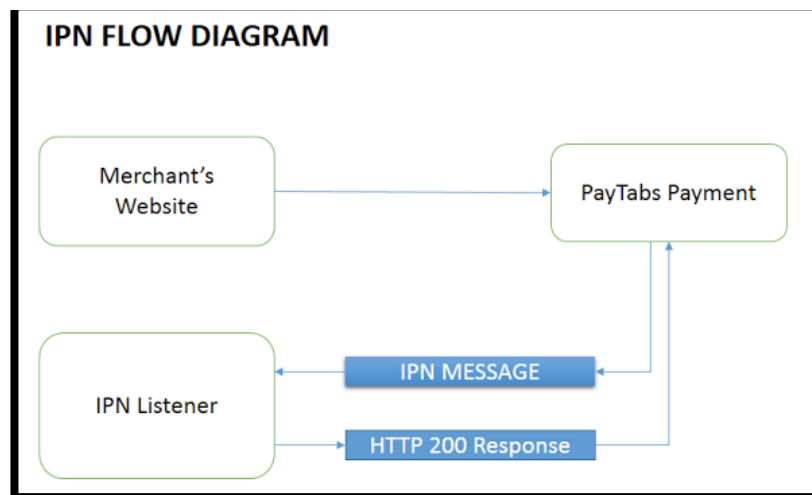 IPN FLOW DIAGRAM
Merchant's
Website
PayTabs Payment
IPN MESSAGE
IPN Listener
HTTP 200 Response